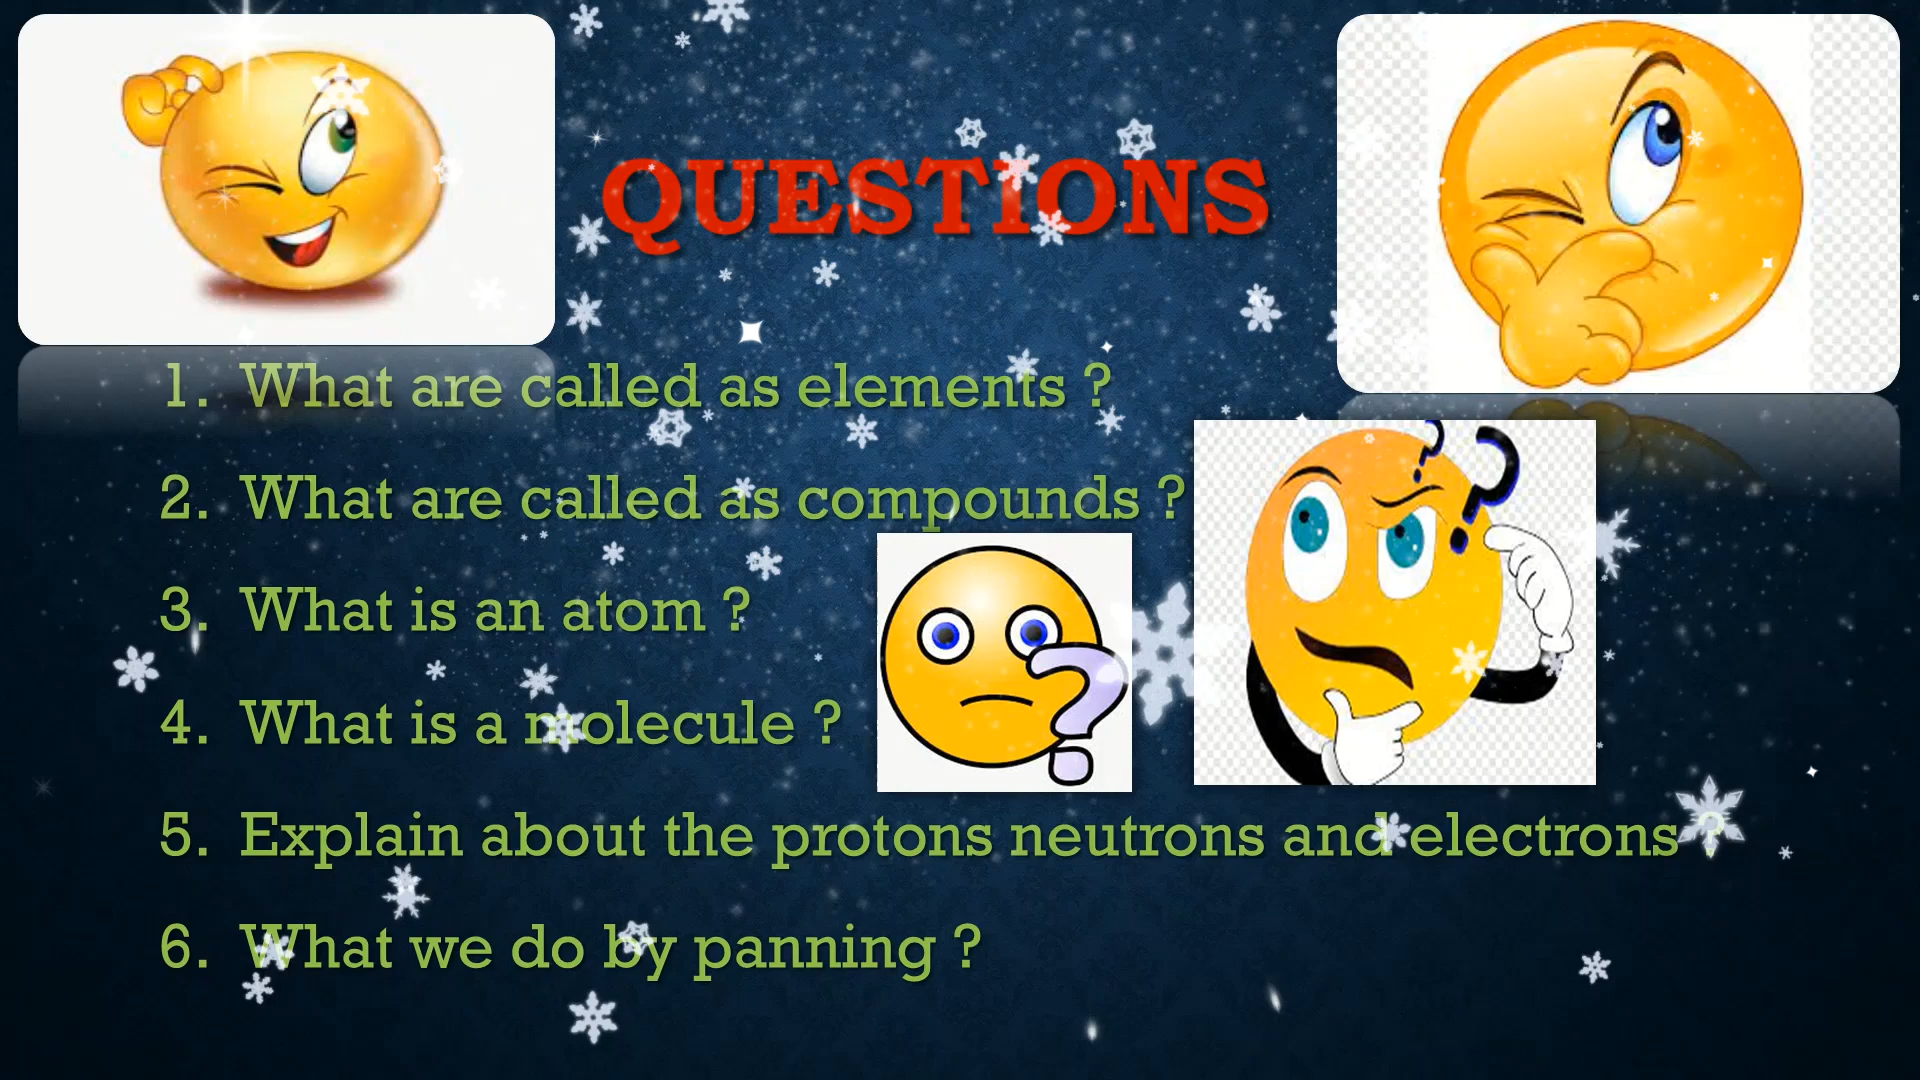 QUESTIONS
1. What are called as elements ?
2. What are called as compounds ?
3. What is an atom ?
4. What is a molecule ?
5. Explain about the protons neutrons and electrons ?
6. What we do by panning ?